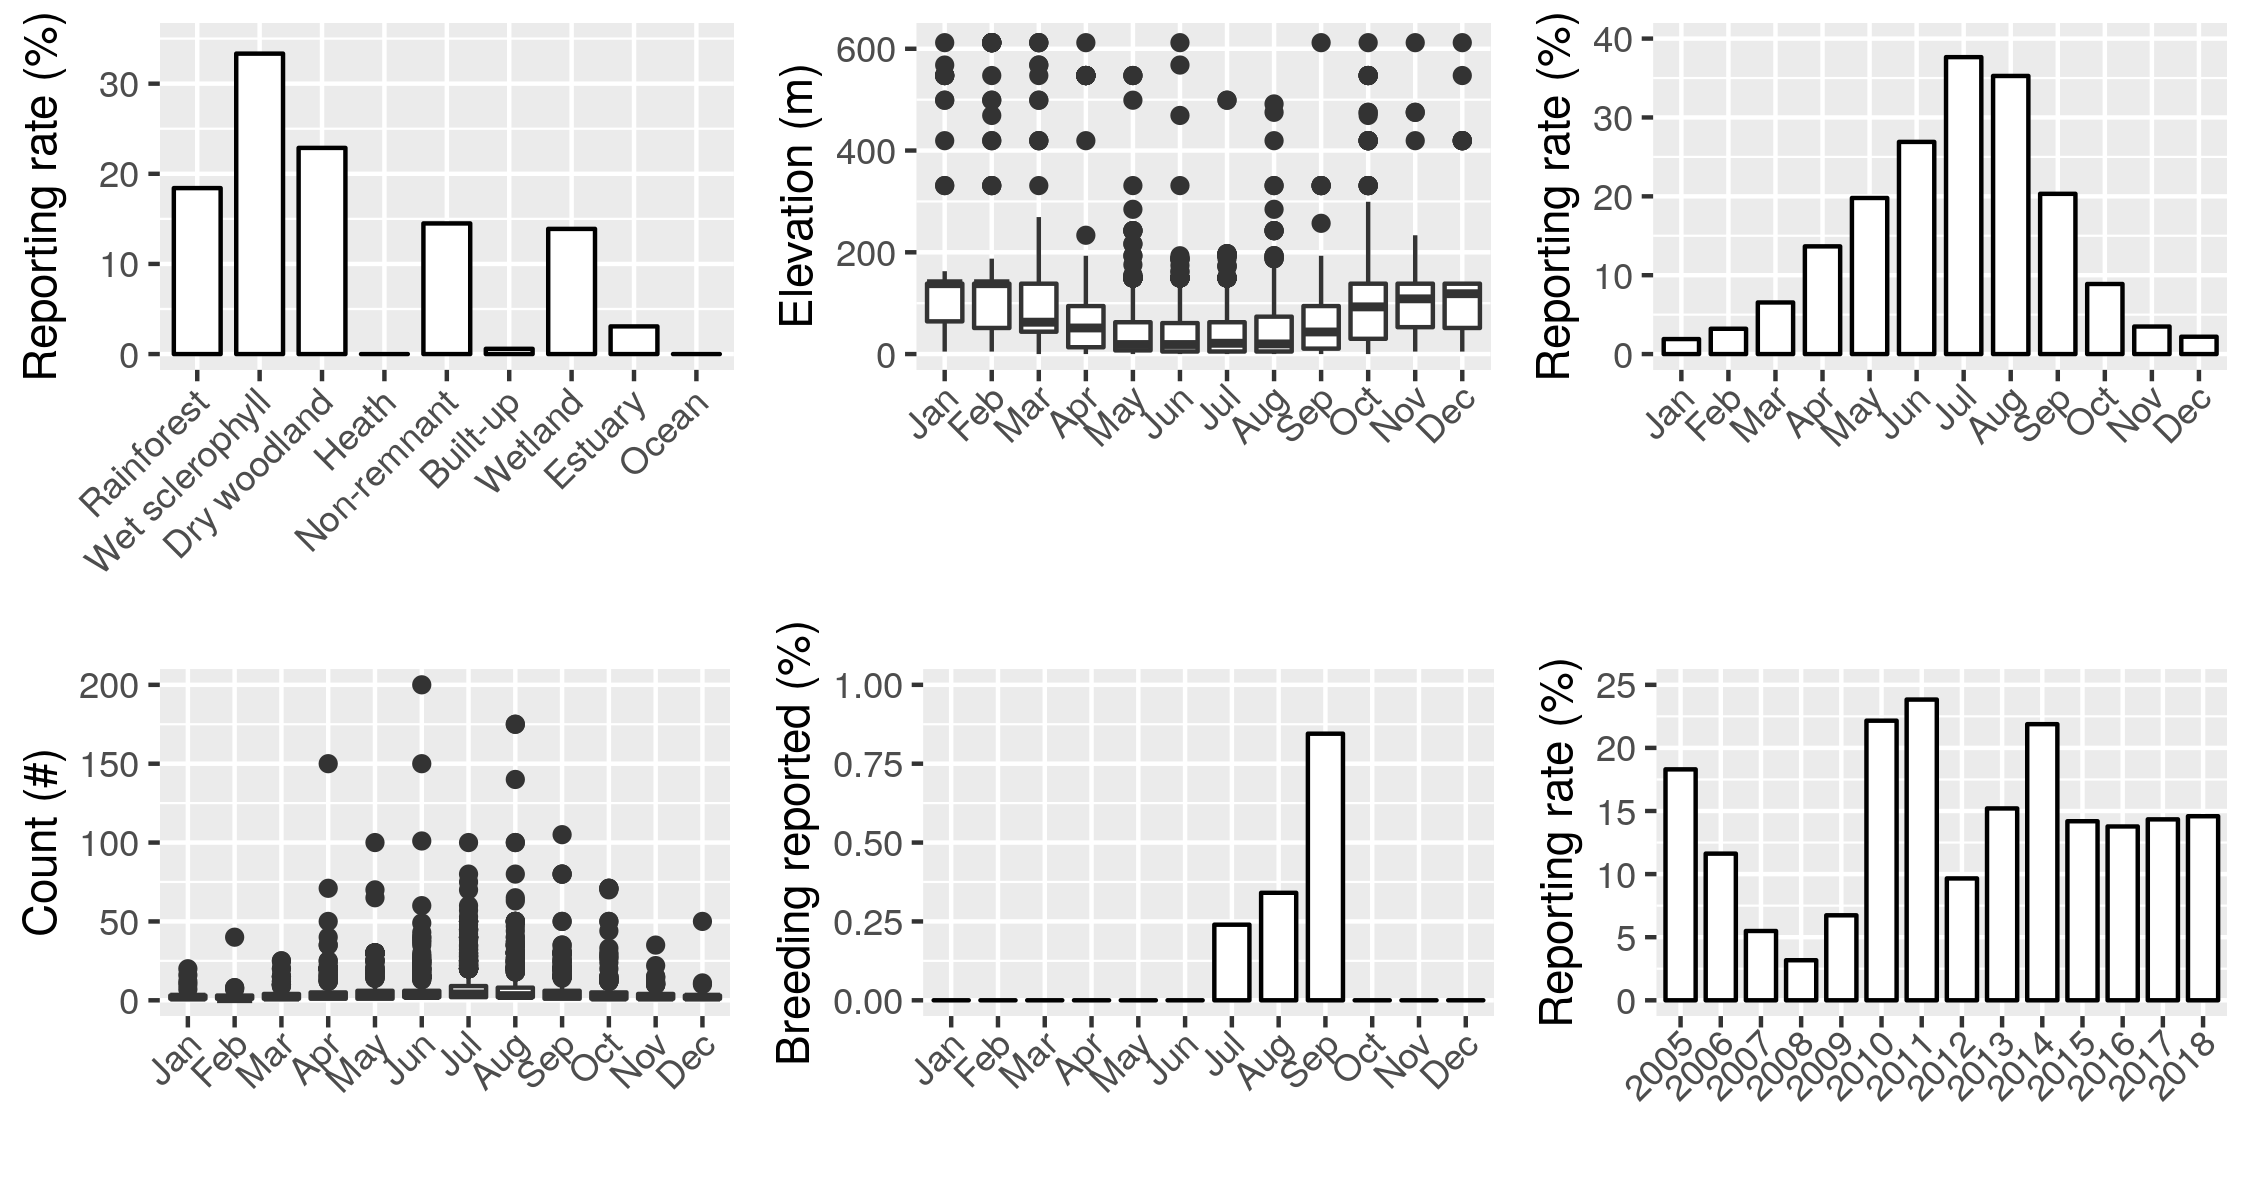 Reporting rate (%)
30
20
10
0
Rainforest
Wet sclerophyll
Dry woodland
Heath
Non-remnant
Built-up
Wetland
Estuary
Ocean
Elevation (m)
600
400
200
0
Jan
Feb
Mar
Apr
May
Jun
Jul
Aug
Sep
Oct
Nov
Dec
Reporting rate (%)
40
30
20
10
0
Jan
Feb
Mar
Apr
May
Jun
Jul
Aug
Sep
Oct
Nov
Dec
Count (#)
200
150
100
50
0
Jan
Feb
Mar
Apr
May
Jun
Jul
Aug
Sep
Oct
Nov
Dec
Breeding reported (%)
1.00
0.75
0.50
0.25
0.00
Jan
Feb
Mar
Apr
May
Jun
Jul
Aug
Sep
Oct
Nov
Dec
Reporting rate (%)
25
20
15
10
5
0
2005
2006
2007
2008
2009
2010
2011
2012
2013
2014
2015
2016
2017
2018